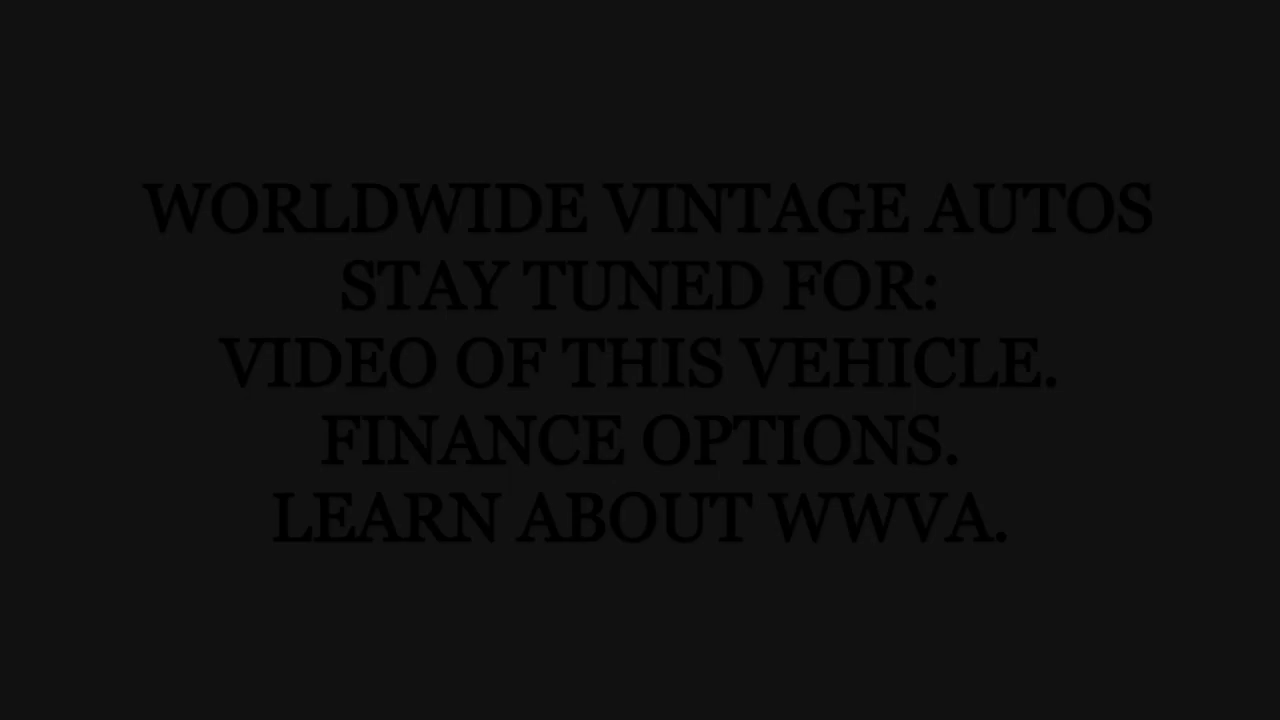 WORLDWIDE VINTAGE AUTOS
STAY TUNED FOR:
VIDEO OF THIS VEHICLE.
FINANCE OPTIONS.
LEARN ABOUT WWVA.